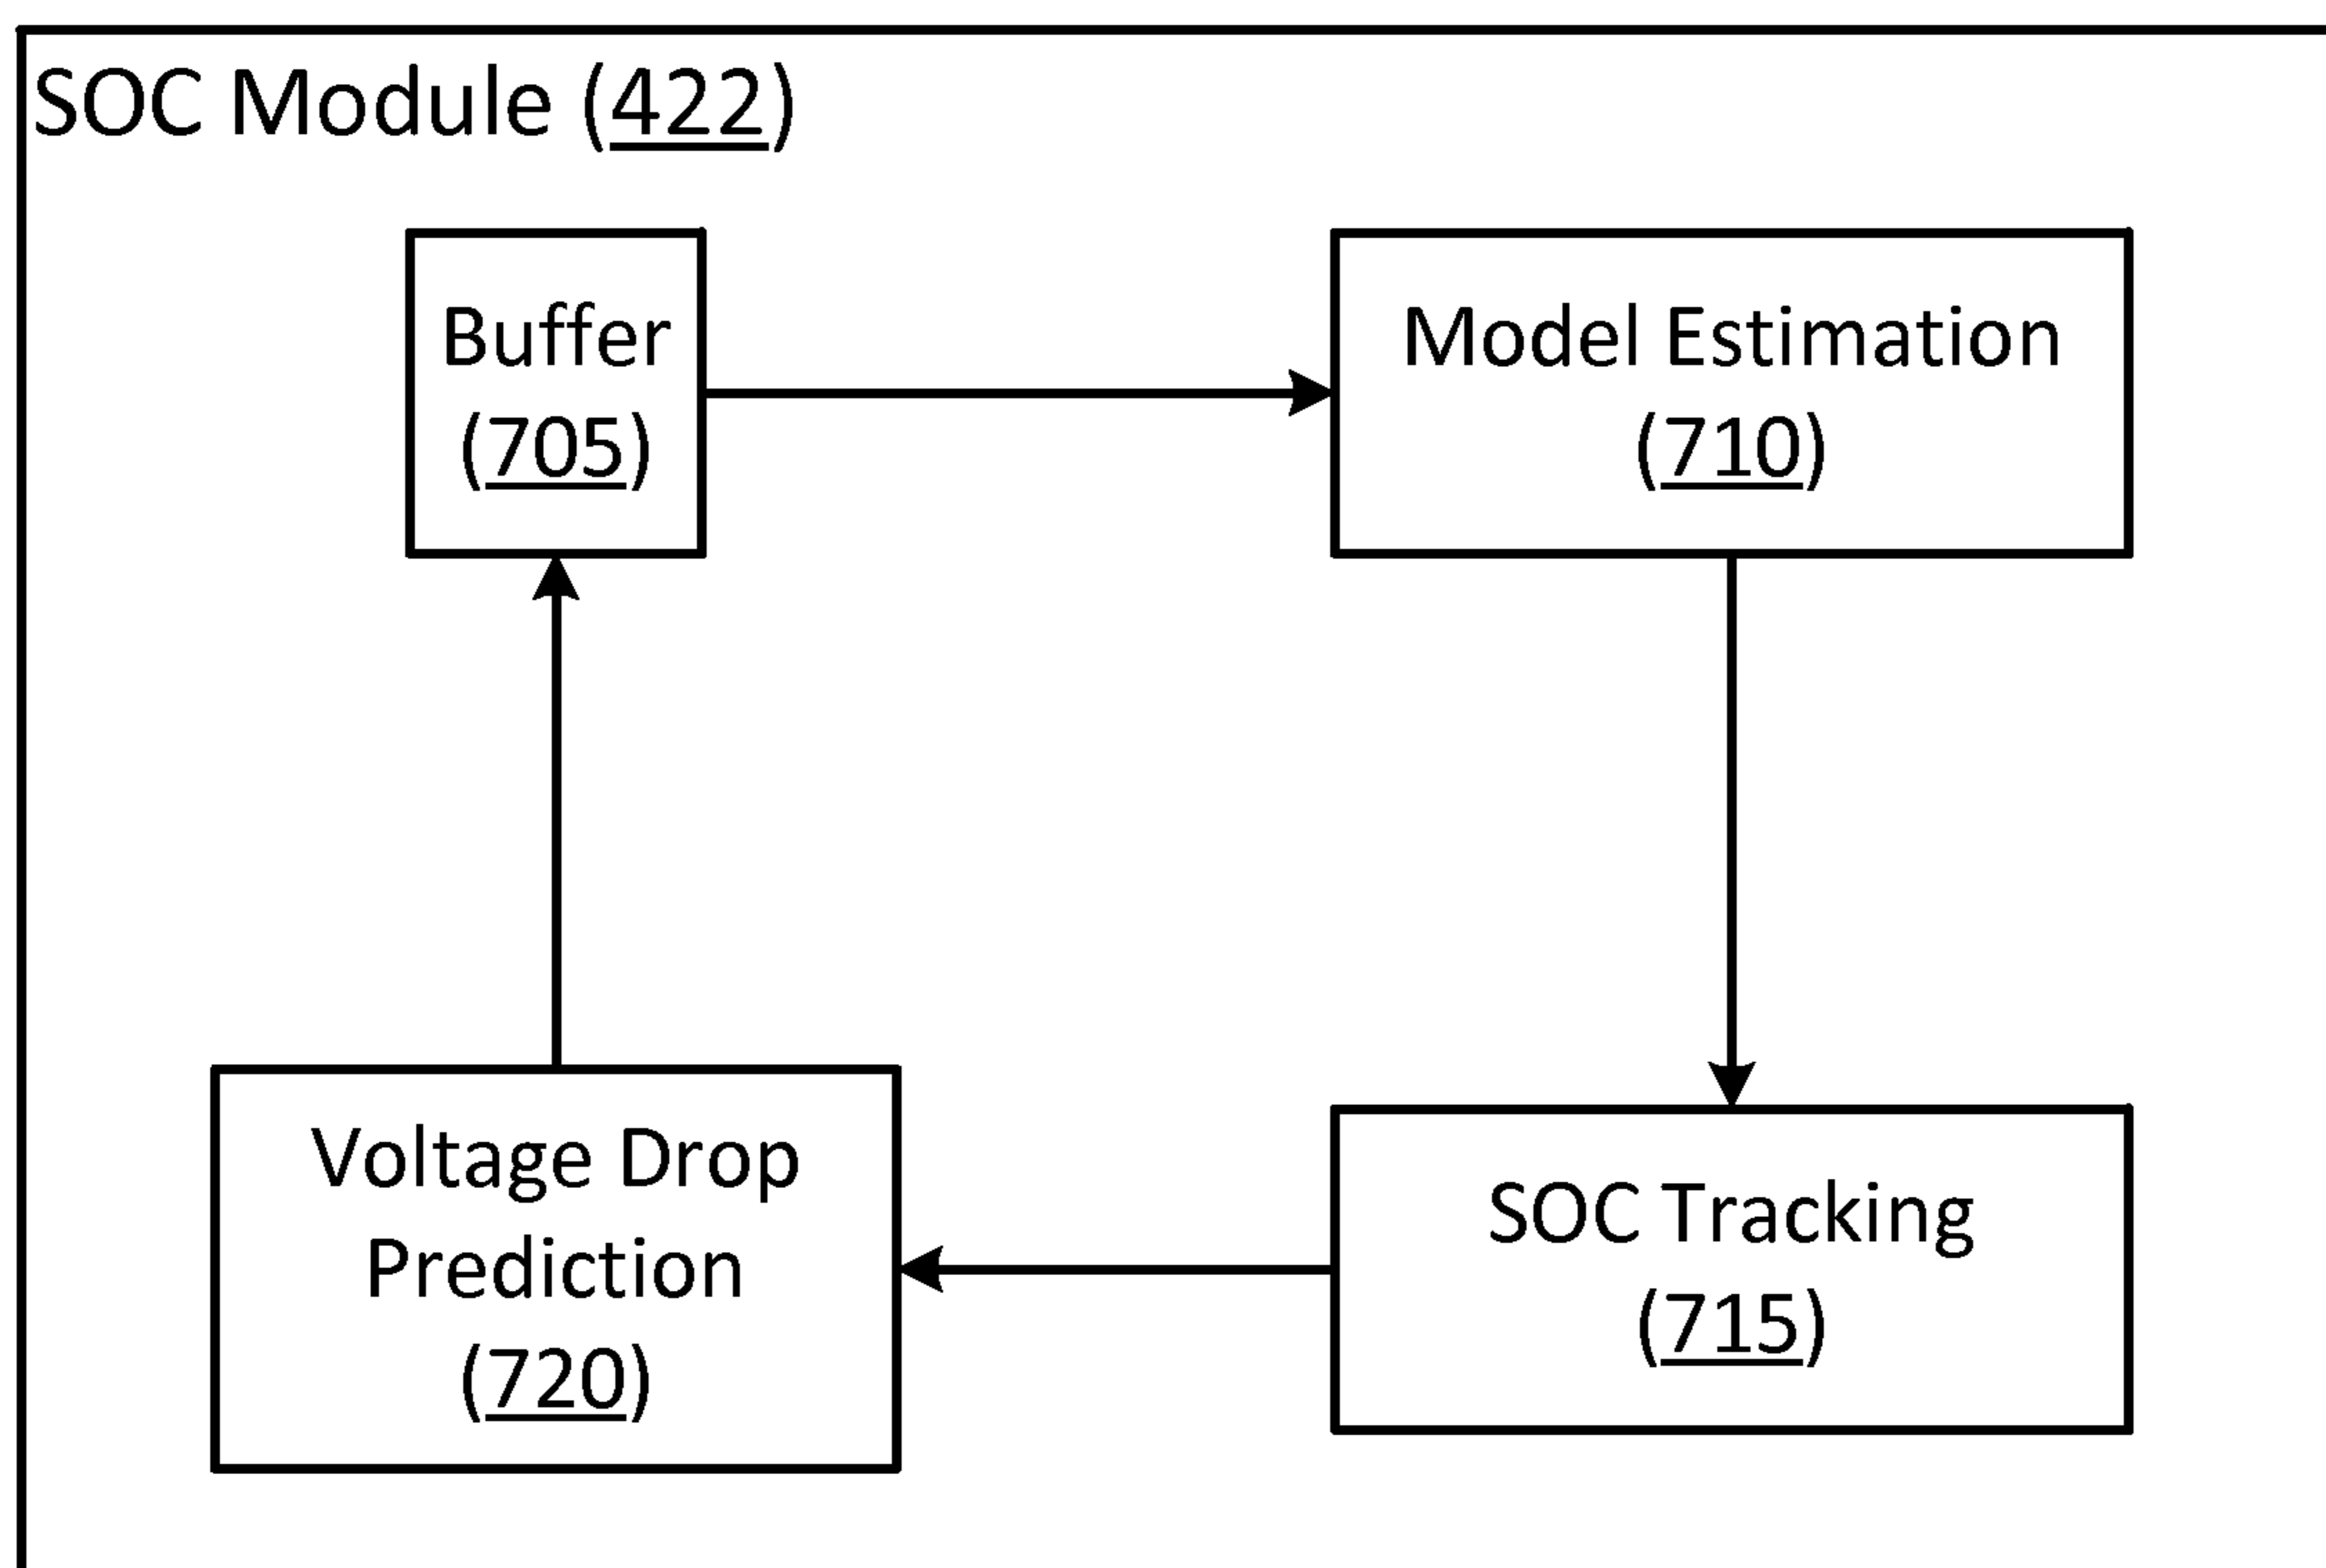 SOC Module (422)
Buffer
(705)
Model Estimation
(710)
Voltage Drop
Prediction
(720)
SOC Tracking
(715)